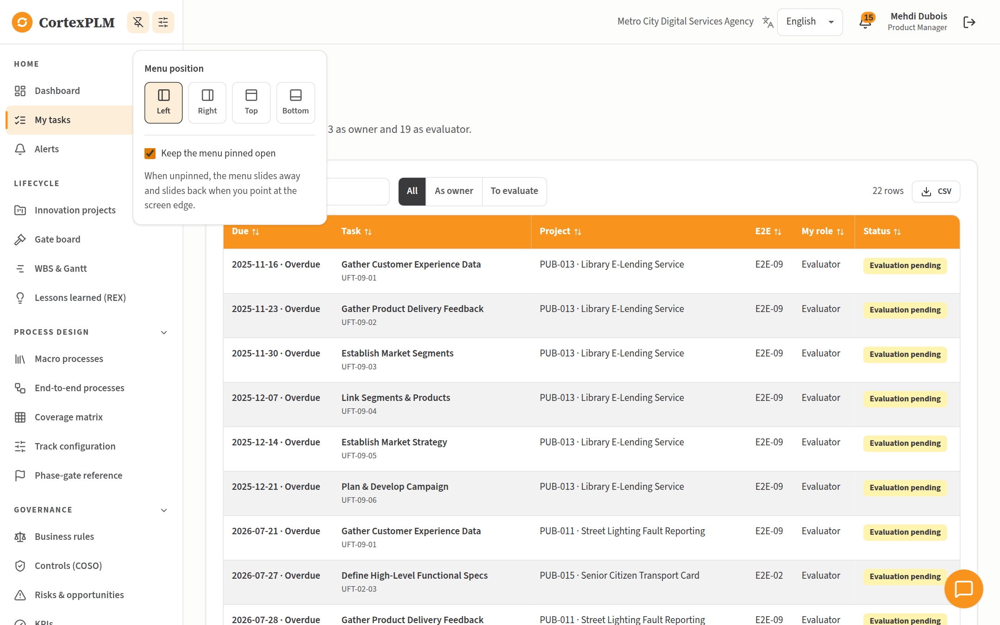 CortexPLM
Metro City Digital Services Agency
English
15
Mehdi Dubois
Product Manager
HOME
Dashboard
My tasks
Alerts
LIFECYCLE
Innovation projects
Gate board
WBS & Gantt
Lessons learned (REX)
PROCESS DESIGN
Macro processes
End-to-end processes
Coverage matrix
Track configuration
Phase-gate reference
GOVERNANCE
Business rules
Controls (COSO)
Risks & opportunities
KPIs
Menu position
Left
Right
Top
Bottom
Keep the menu pinned open
When unpinned, the menu slides away
and slides back when you point at the
screen edge.
3 as owner and 19 as evaluator.
All
As owner
To evaluate
22 rows
CSV
Due Task Project E2E My role Status
2025-11-16 · Overdue Gather Customer Experience Data PUB-013 · Library E-Lending Service E2E-09 Evaluator Evaluation pending
UFT-09-01
2025-11-23 · Overdue Gather Product Delivery Feedback PUB-013 · Library E-Lending Service E2E-09 Evaluator Evaluation pending
UFT-09-02
2025-11-30 · Overdue Establish Market Segments PUB-013 · Library E-Lending Service E2E-09 Evaluator Evaluation pending
UFT-09-03
2025-12-07 · Overdue Link Segments & Products PUB-013 · Library E-Lending Service E2E-09 Evaluator Evaluation pending
UFT-09-04
2025-12-14 · Overdue Establish Market Strategy PUB-013 · Library E-Lending Service E2E-09 Evaluator Evaluation pending
UFT-09-05
2025-12-21 · Overdue Plan & Develop Campaign PUB-013 · Library E-Lending Service E2E-09 Evaluator Evaluation pending
UFT-09-06
2026-07-21 · Overdue Gather Customer Experience Data PUB-011 · Street Lighting Fault Reporting E2E-09 Evaluator Evaluation pending
UFT-09-01
2026-07-27 · Overdue Define High-Level Functional Specs PUB-015 · Senior Citizen Transport Card E2E-02 Evaluator Evaluation pending
UFT-02-03
2026-07-28 · Overdue Gather Product Delivery Feedback PUB-011 · Street Lighting Fault Reporting E2E-09 Evaluator Evaluation pending